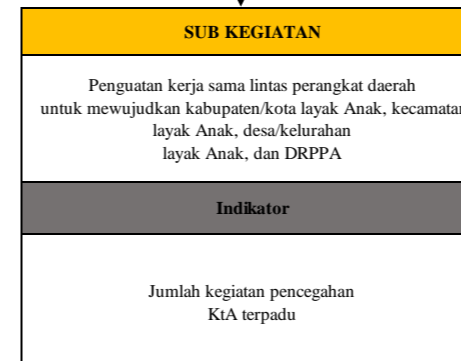 SUB KEGIATAN
Penguatan kerja sama lintas perangkat daerah
untuk mewujudkan kabupaten/kota layak Anak, kecamatan
layak Anak, desa/kelurahan
layak Anak, dan DRPPA
Indikator
Jumlah kegiatan pencegahan
KtA terpadu